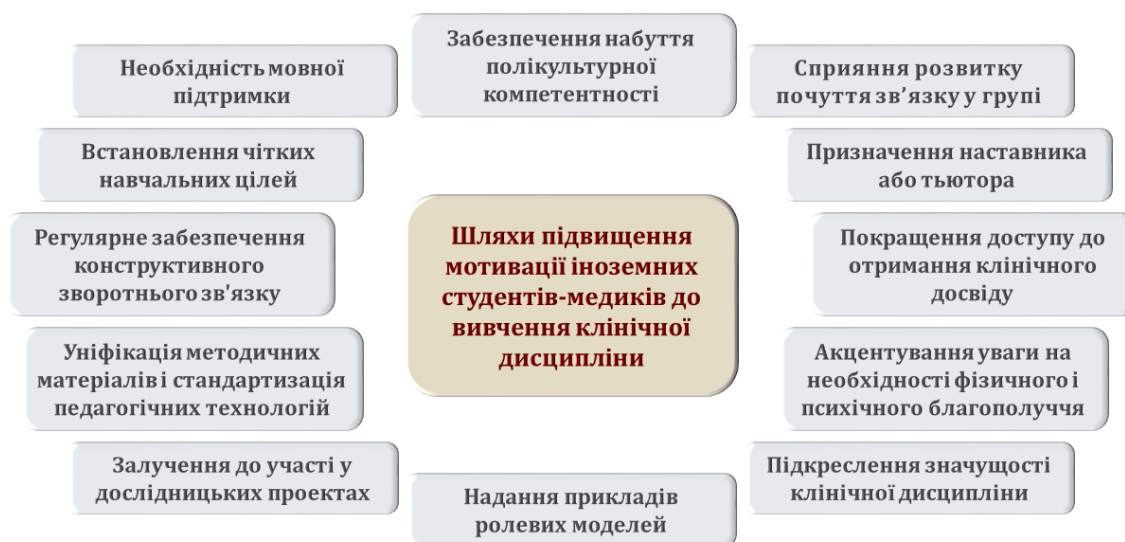 Забезпечення набуття
полікультурної
компетентності
Необхідність мовної
підтримки
Сприяння розвитку
почуття зв’язку у групі
Встановлення чітких
навчальних цілей
Призначення наставника
або тьютора
Регулярне забезпечення
конструктивного
зворотнього зв'язку
Шляхи підвищення
мотивації іноземних
студентів-медиків до
вивчення клінічної
дисципліни
Покращення доступу до
отримання клінічного
досвіду
Уніфікація методичних
матеріалів і стандартизація
педагогічних технологій
Акцентування уваги на
необхідності фізичного і
психічного благополуччя
Залучення до участі у
дослідницьких проектах
Надання прикладів
ролевих моделей
Підкреслення значущості
клінічної дисципліни